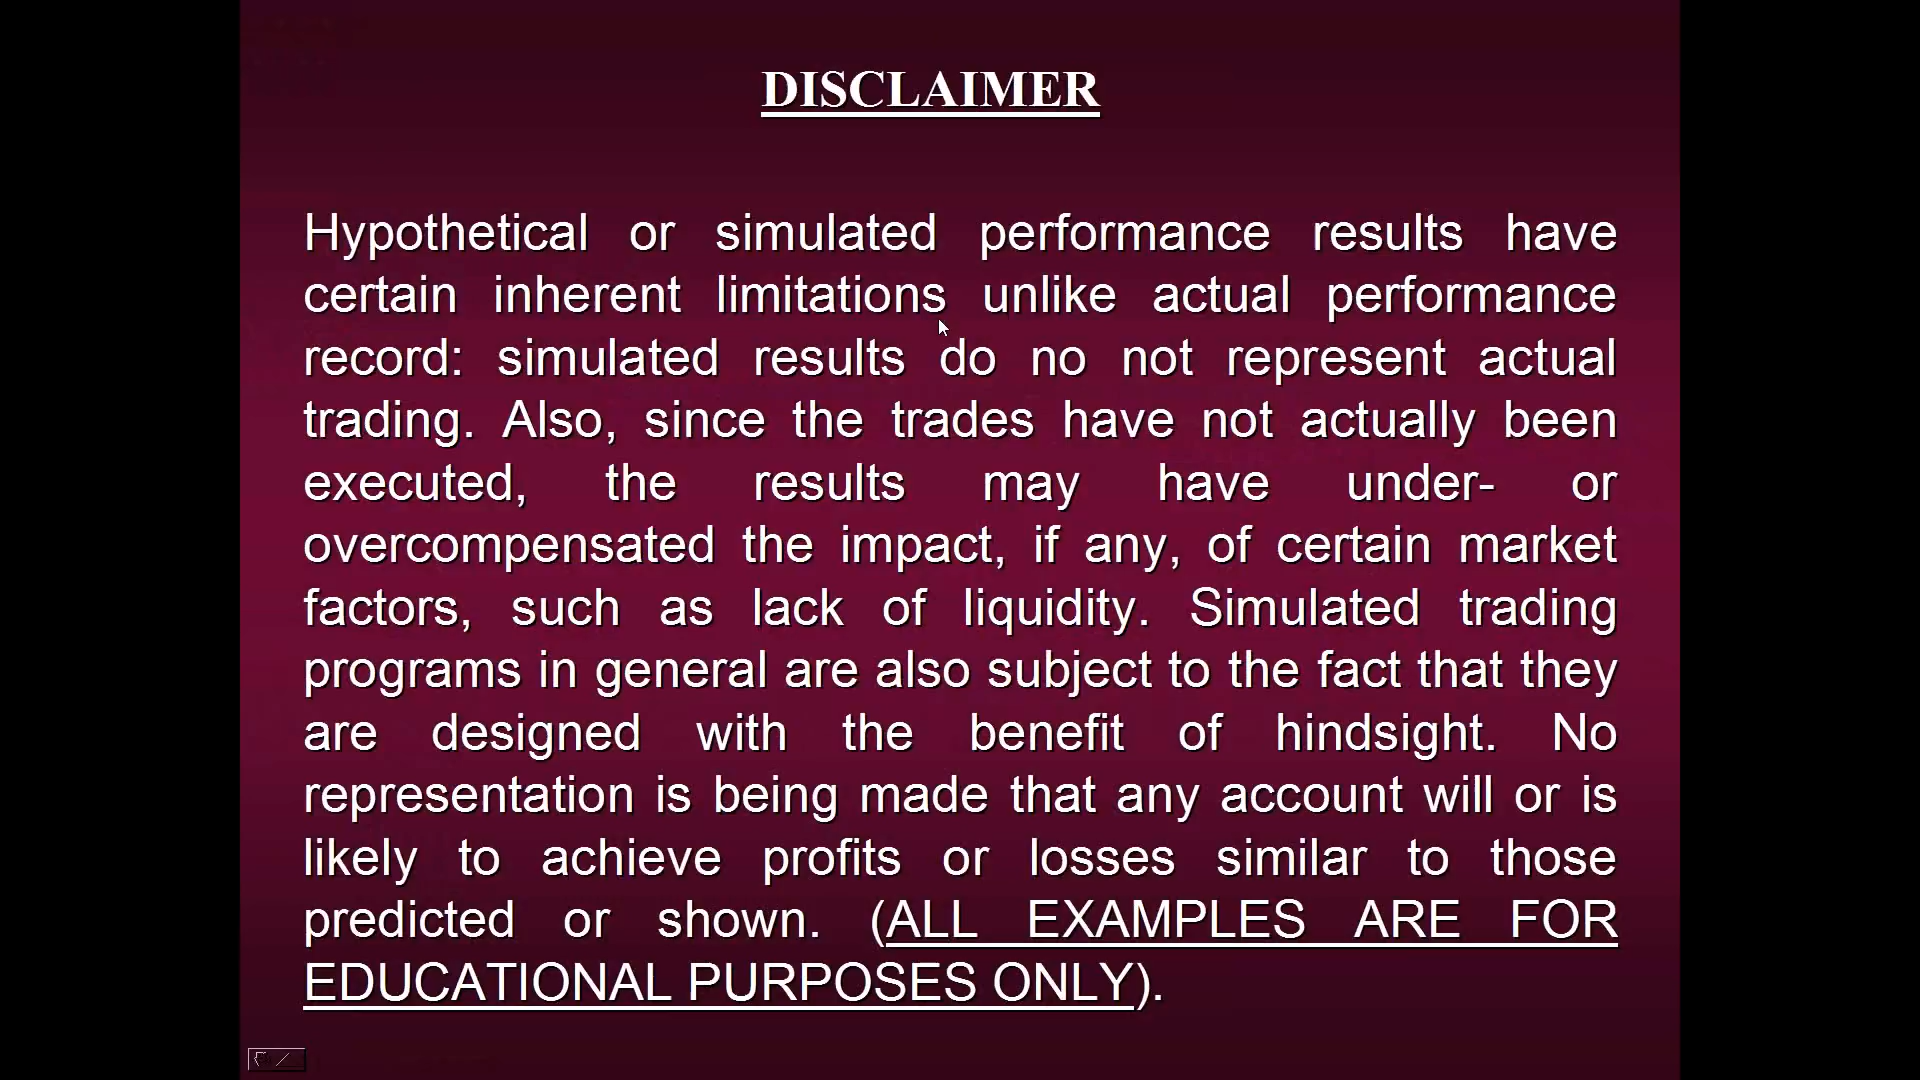 DISCLAIMER
Hypothetical or simulated performance results have
certain inherent limitations unlike actual performance
record: simulated results do no not represent actual
trading. Also, since the trades have not actually been
executed, the results may have under- or
overcompensated the impact, if any, of certain market
factors, such as lack of liquidity. Simulated trading
programs in general are also subject to the fact that they
are designed with the benefit of hindsight. No
representation is being made that any account will or is
likely to achieve profits or losses similar to those
predicted or shown. (ALL EXAMPLES ARE FOR
EDUCATIONAL PURPOSES ONLY).